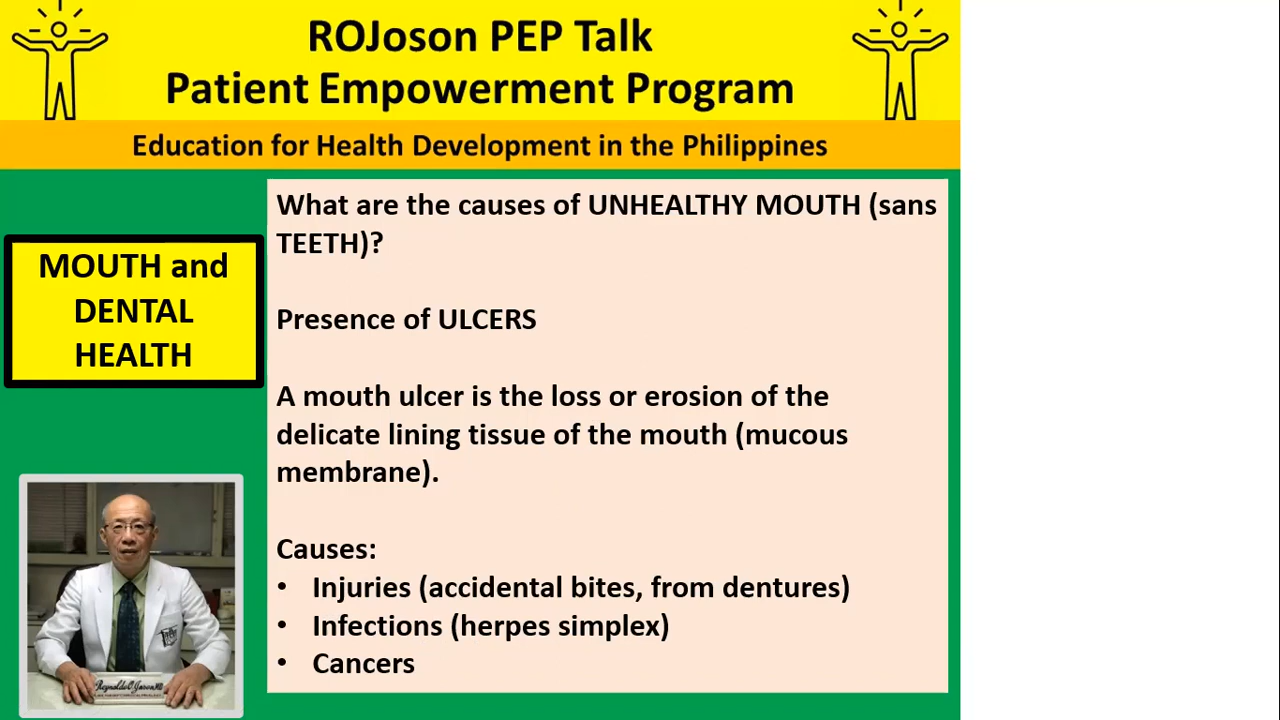 ROJoson PEP Talk
Patient Empowerment Program
Education for Health Development in the Philippines
MOUTH and
DENTAL
HEALTH
What are the causes of UNHEALTHY MOUTH (sans
TEETH)?
Presence of ULCERS
A mouth ulcer is the loss or erosion of the
delicate lining tissue of the mouth (mucous
membrane).
Causes:
• Injuries (accidental bites, from dentures)
• Infections (herpes simplex)
• Cancers